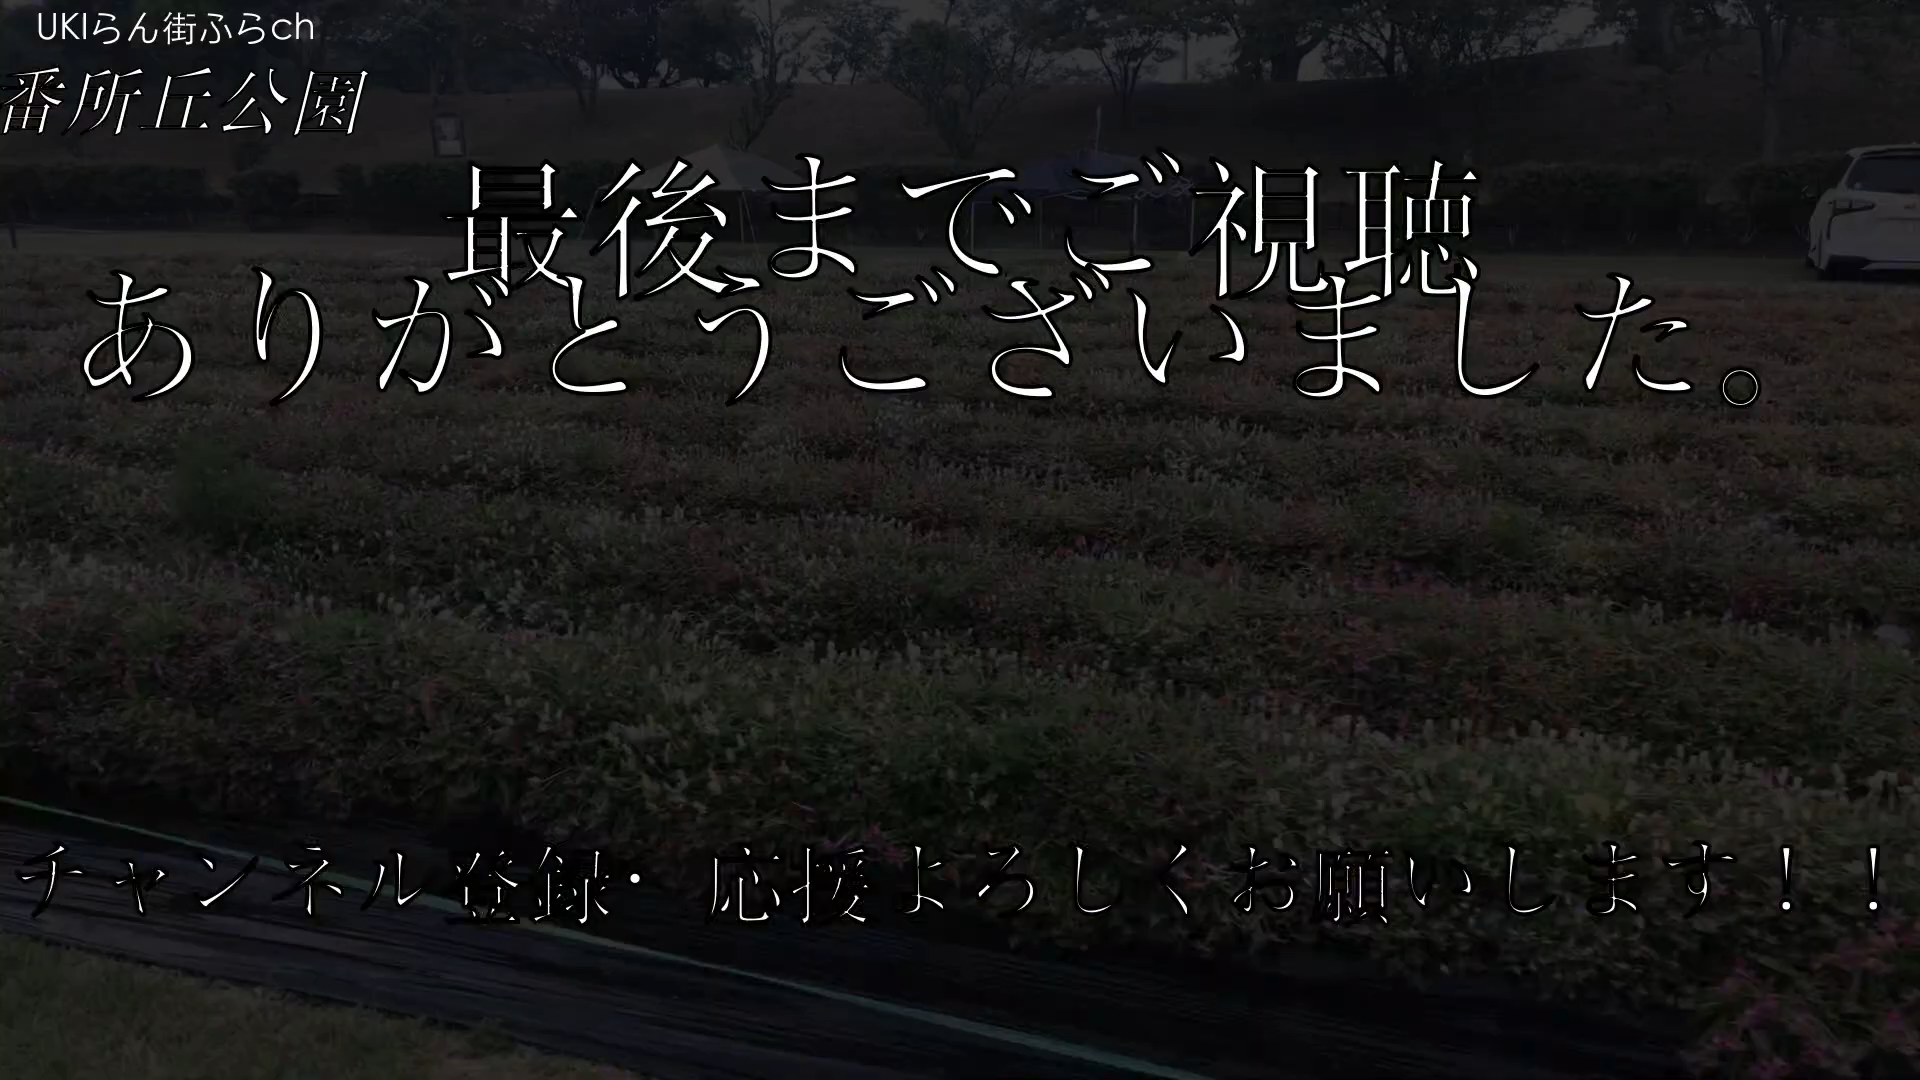 UKIらん街ふらch
番所丘公園
最後までご視聴
ありがとうございました。
チャンネル登録・応援よろしくお願いします！！